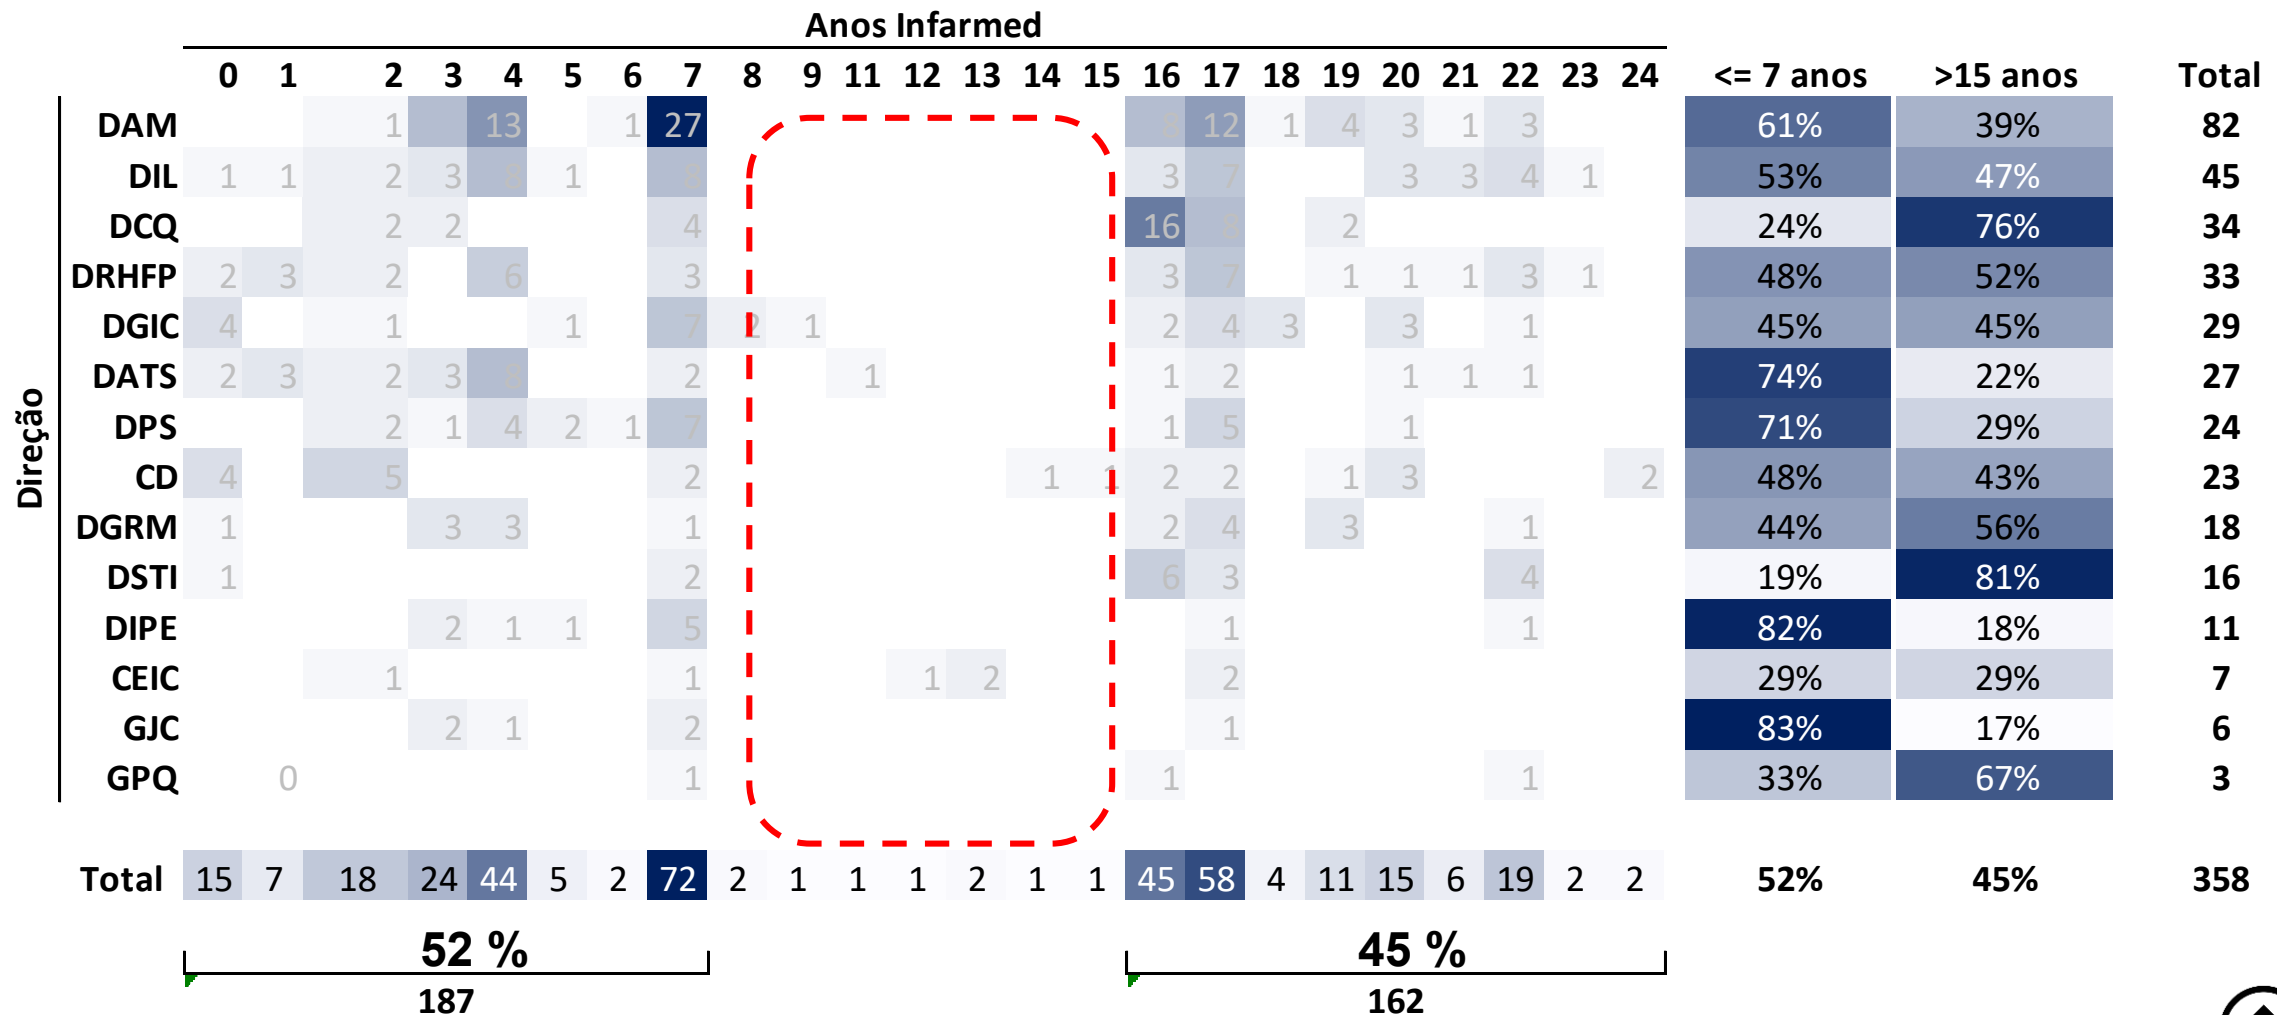 Anos Infarmed
0 1 2 3 4 5 6 7 8 9 11 12 13 14 15 16 17 18 19 20 21 22 23 24 <= 7 anos >15 anos Total
Direção
DAM 1 13 1 27 8 12 1 4 3 1 3 61% 39% 82
DIL 1 1 2 3 8 1 8 3 7 3 3 4 1 53% 47% 45
DCQ 2 2 4 16 8 2 24% 76% 34
DRHFP 2 3 2 6 3 3 7 1 1 1 3 1 48% 52% 33
DGIC 4 1 1 7 2 1 2 4 3 3 1 45% 45% 29
DATS 2 3 2 3 8 2 1 1 2 1 1 1 74% 22% 27
DPS 2 1 4 2 1 7 1 5 1 71% 29% 24
CD 4 5 2 1 1 2 2 1 3 2 48% 43% 23
DGRM 1 3 3 1 2 4 3 1 44% 56% 18
DSTI 1 2 6 3 4 19% 81% 16
DIPE 2 1 1 5 1 1 82% 18% 11
CEIC 1 1 1 2 2 29% 29% 7
GJC 2 1 2 1 83% 17% 6
GPQ 0 1 1 1 33% 67% 3
Total 15 7 18 24 44 5 2 72 2 1 1 1 2 1 1 45 58 4 11 15 6 19 2 2 52% 45% 358
52 % 45 %
187 162